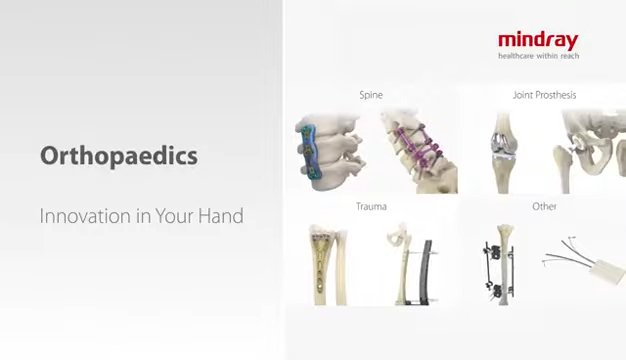 mindray
healthcare within reach
Orthopaedics
Innovation in Your Hand
Spine
Joint Prosthesis
Trauma
Other